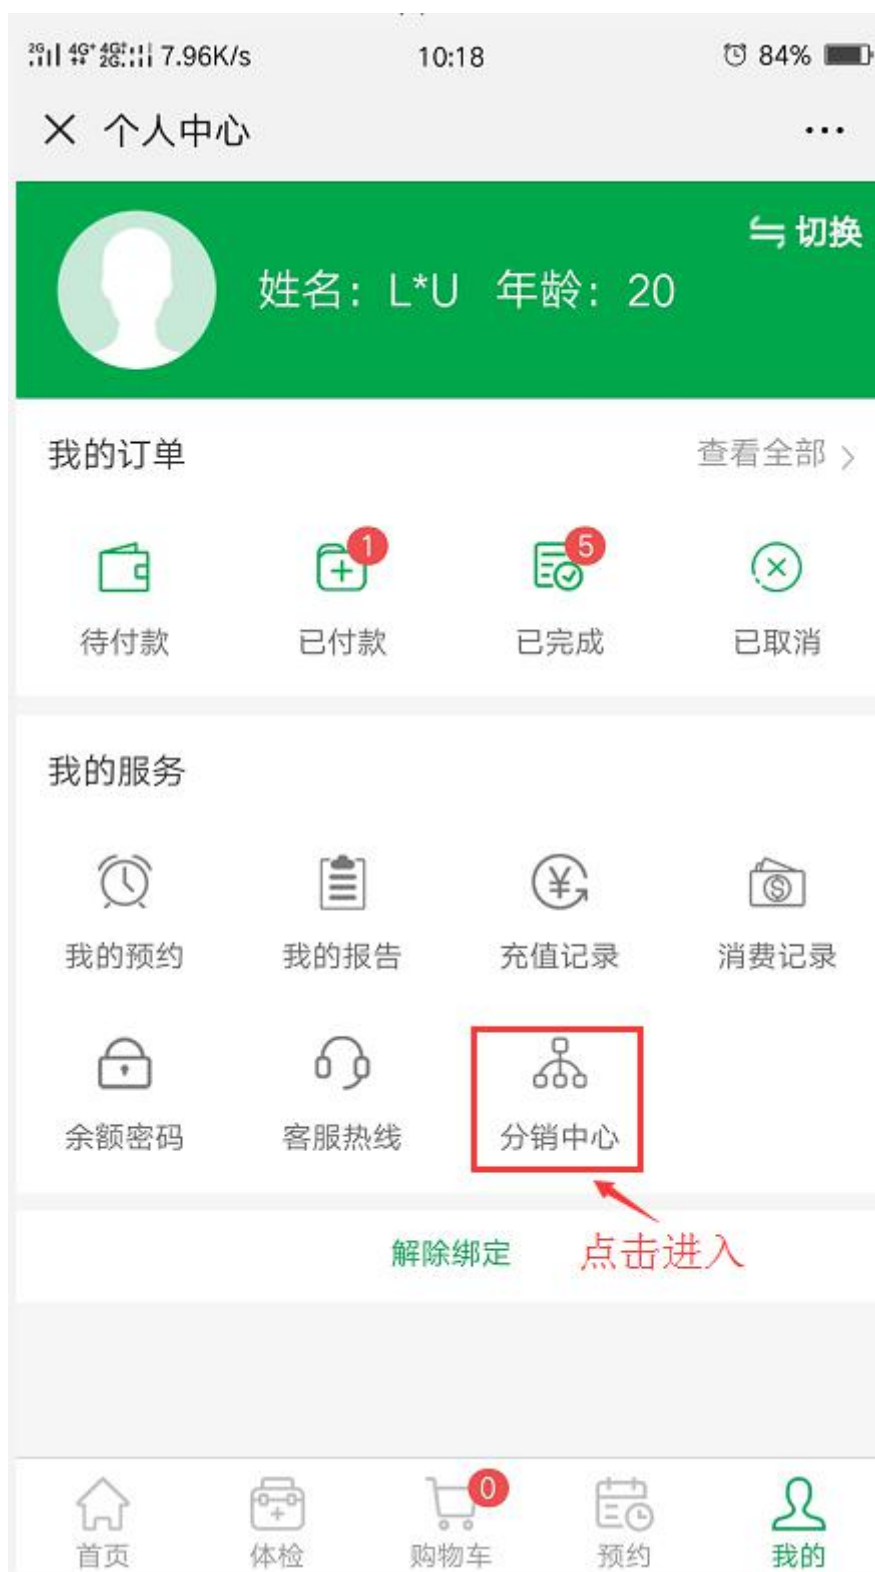 2G 4G+ 4G+ 2G 7.96K/s 10:18 84%
个人中心 ...
切换
姓名：L*U 年龄：20
我的订单 查看全部 >
1 5
待付款 已付款 已完成 已取消
我的服务
我的预约 我的报告 充值记录 消费记录
余额密码 客服热线 分销中心
解除绑定 点击进入
0
首页 体检 购物车 预约 我的